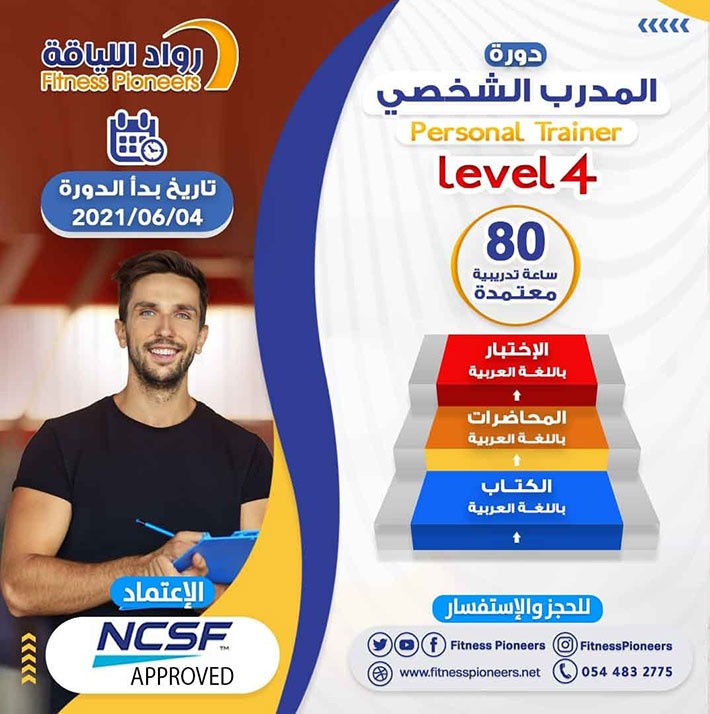 رواد اللياقة
Fitness Pioneers
تاريخ بدأ الدورة
2021/06/04
دورة
المدرب الشخصي
Personal Trainer
level 4
80
ساعة تدريبية
معتمدة
الإختبار
باللغة العربية
المحاضرات
باللغة العربية
الكتاب
باللغة العربية
الإعتماد
NCSF TM
APPROVED
للحجز والإستفسار
Fitness Pioneers
FitnessPioneers
www.fitnesspioneers.net
054 483 2775